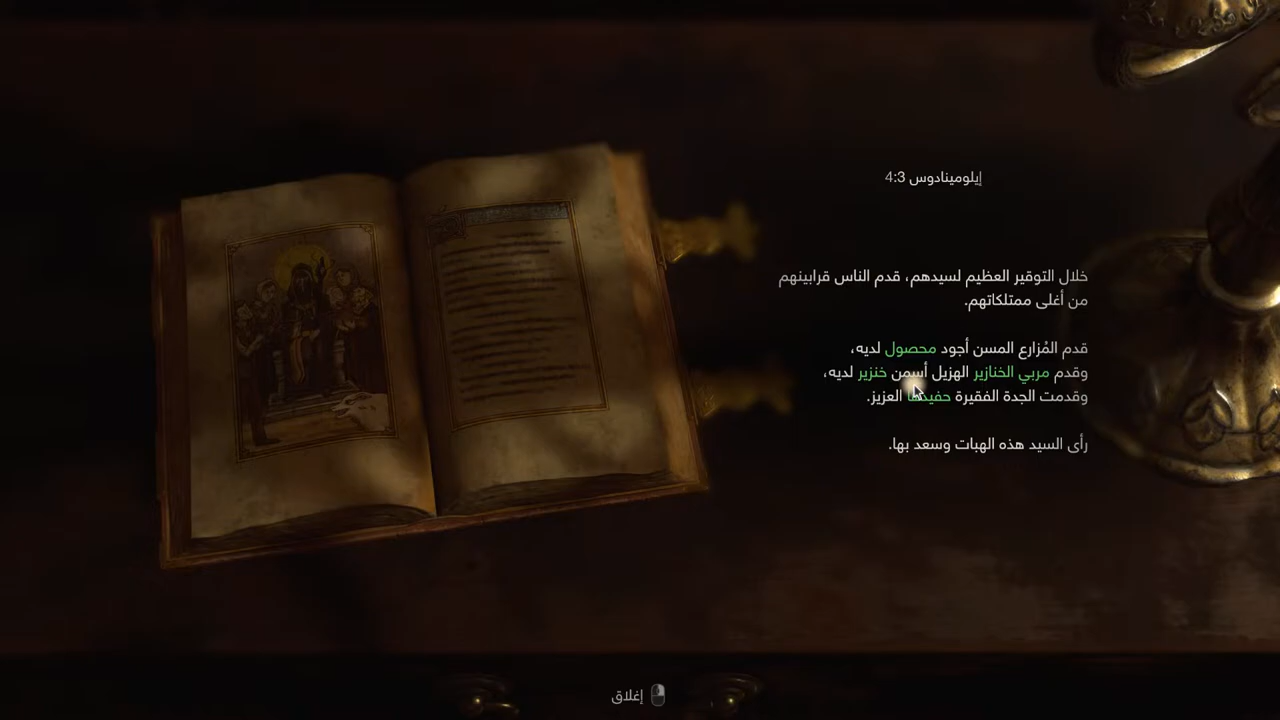 إيلومينادوس 4:3
خلال التوقير العظيم لسيدهم، قدم الناس قرابينهم
من أغلى ممتلكاتهم.
قدم المُزارع المسن أجود محصول لديه،
وقدم مربي الخنازير الهزيل أسمن خنزير لديه،
وقدمت الجدة الفقيرة حفيدها العزيز.
رأى السيد هذه الهبات وسعد بها.
إغلاق